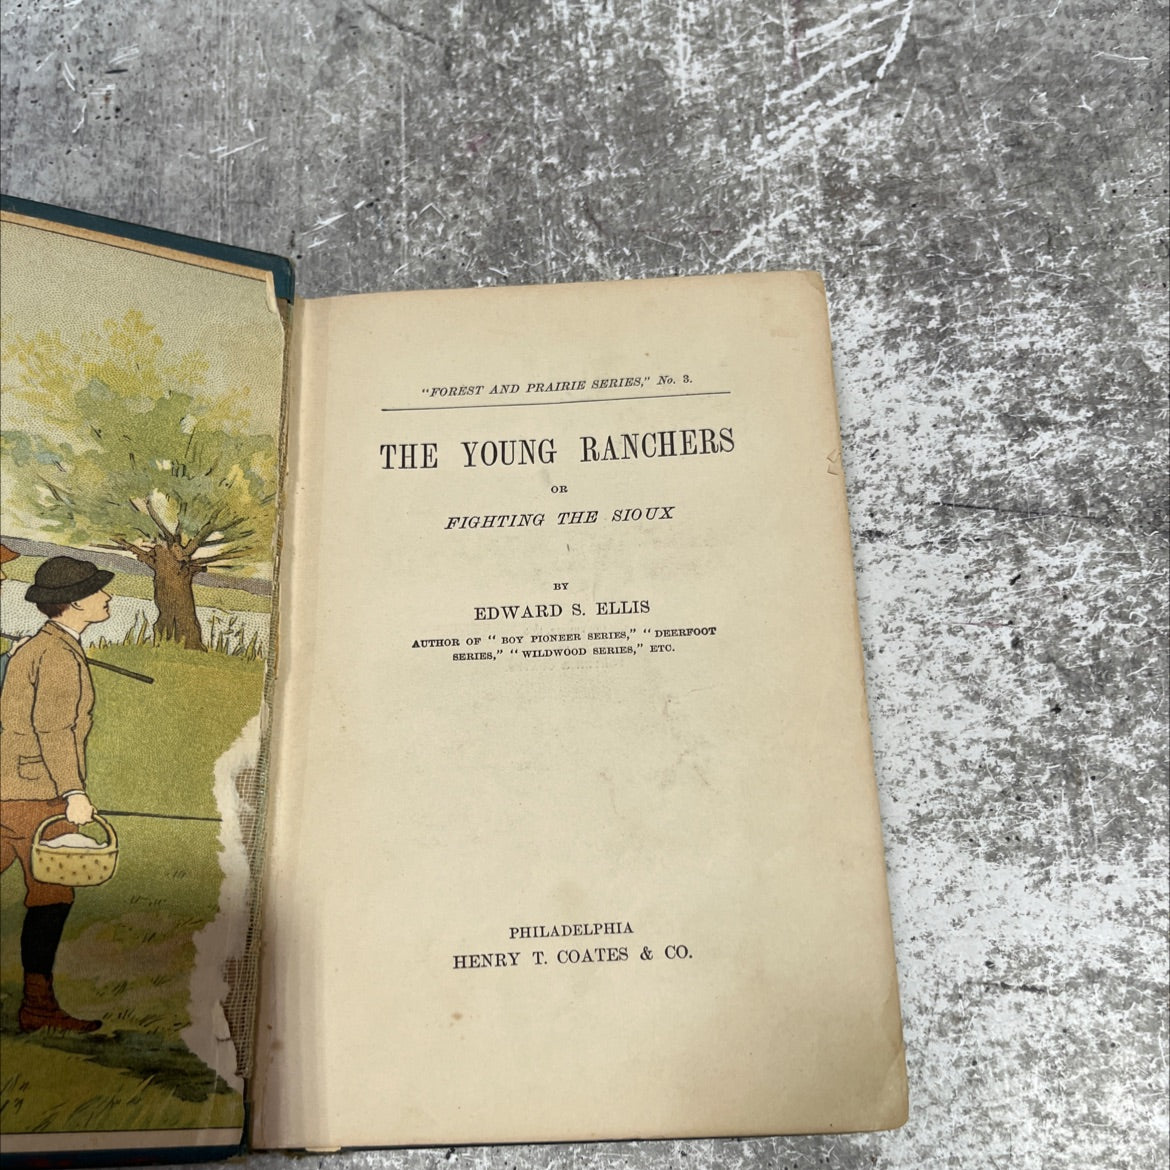 "FOREST AND PRAIRIE SERIES," No. 3.
THE YOUNG RANCHERS
OR
FIGHTING THE SIOUX
BY
EDWARD S. ELLIS
AUTHOR OF "BOY PIONEER SERIES," "DEERFOOT
SERIES," "WILDWOOD SERIES," ETC.
PHILADELPHIA
HENRY T. COATES & CO.